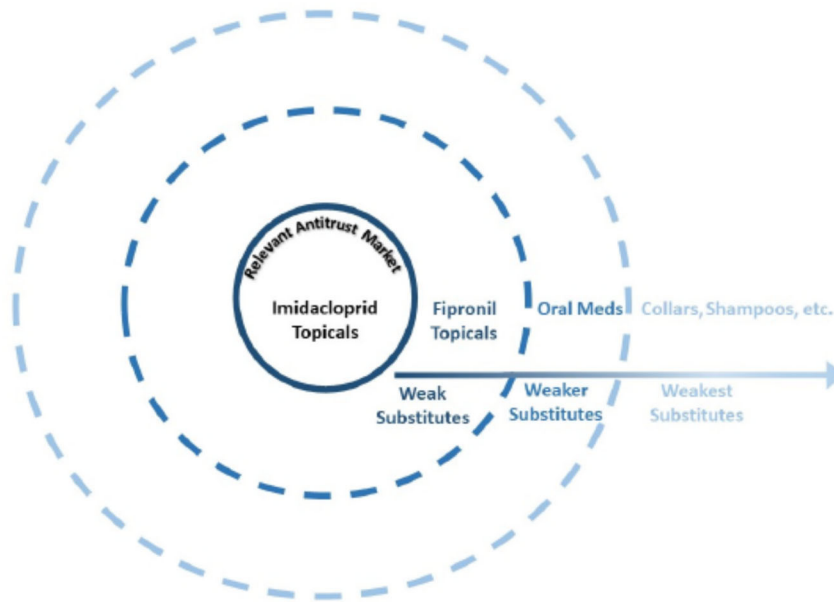 Relevant Antitrust Market
Imidacloprid
Topicals
Fipronil
Topicals
Oral Meds
Collars, Shampoos, etc.
Weak
Substitutes
Weaker
Substitutes
Weakest
Substitutes